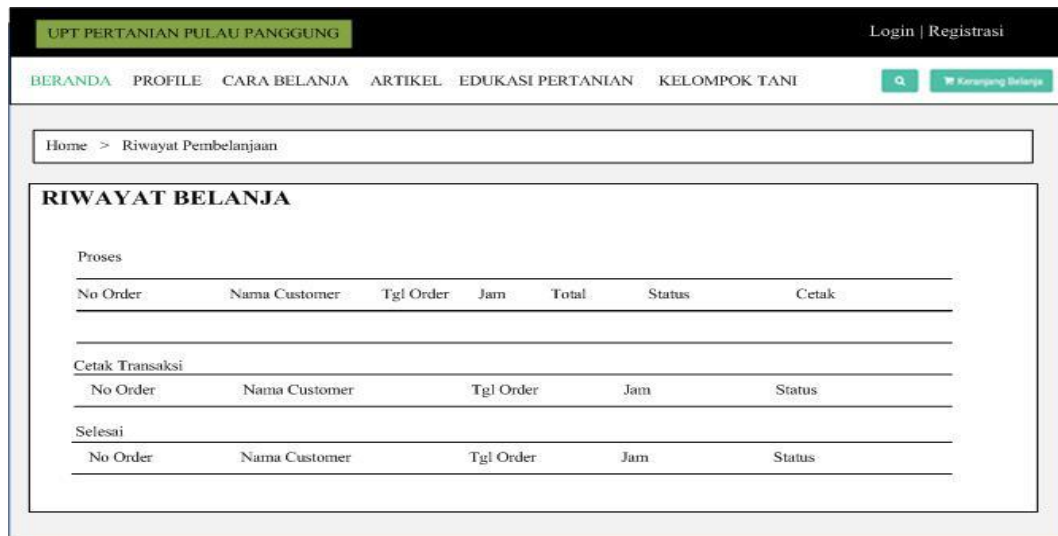 UPT PERTANIAN PULAU PANGGUNG Login | Registrasi
BERANDA PROFILE CARA BELANJA ARTIKEL EDUKASI PERTANIAN KELOMPOK TANI Keranjang Belanja
Home > Riwayat Pembelanjaan
RIWAYAT BELANJA
Proses
No Order Nama Customer Tgl Order Jam Total Status Cetak
Cetak Transaksi
No Order Nama Customer Tgl Order Jam Status
Selesai
No Order Nama Customer Tgl Order Jam Status